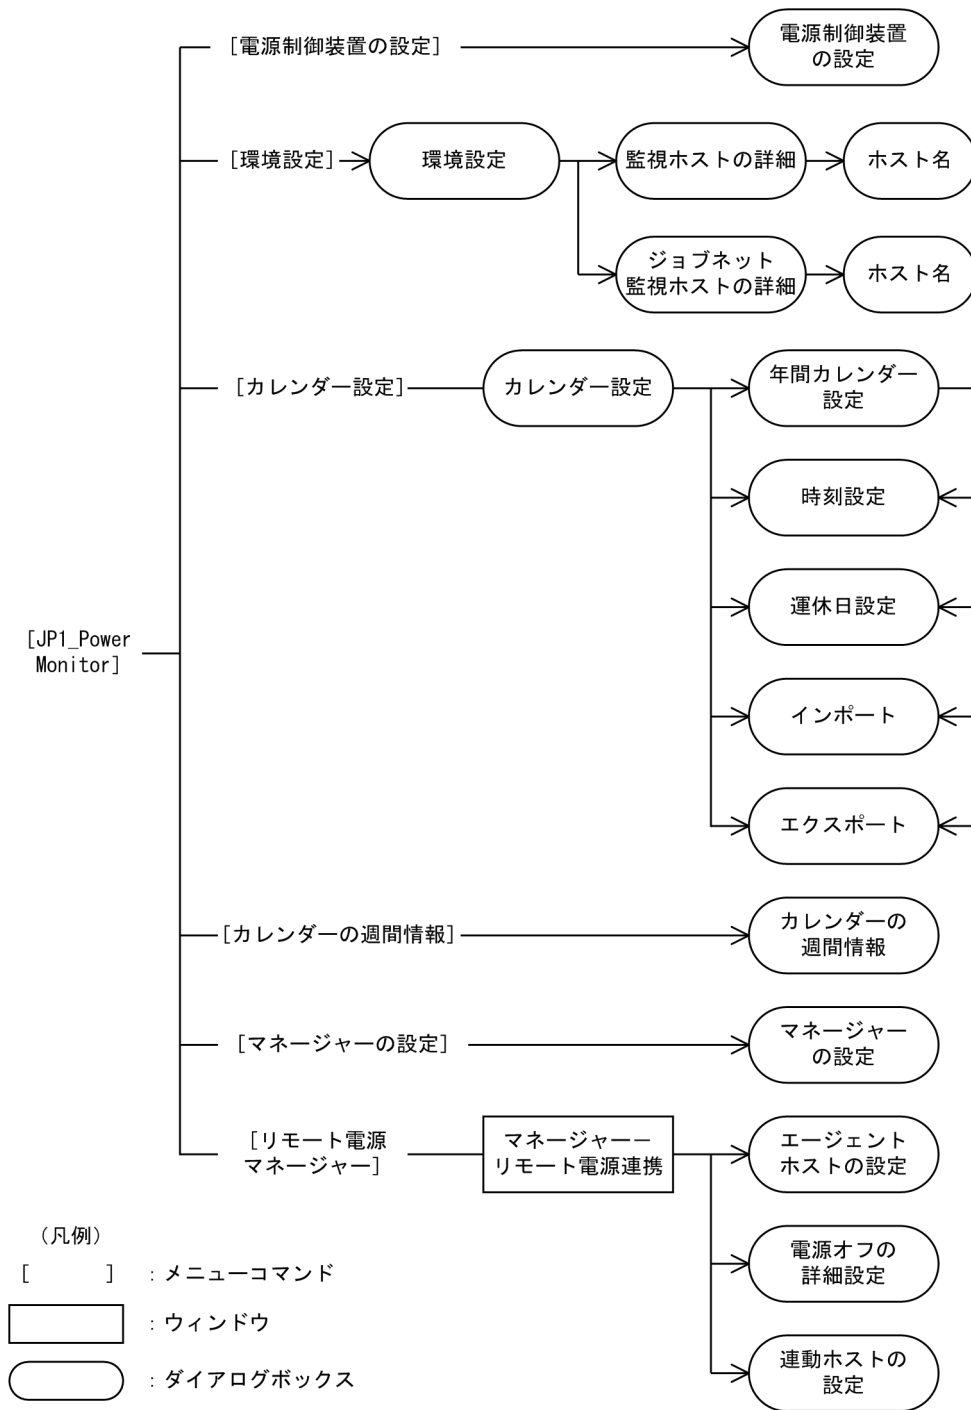 [電源制御装置の設定]
電源制御装置
の設定
[環境設定]
環境設定
監視ホストの詳細
ホスト名
ジョブネット
監視ホストの詳細
ホスト名
[カレンダー設定]
カレンダー設定
年間カレンダー
設定
時刻設定
運休日設定
インポート
エクスポート
[JP1_Power
Monitor]
[カレンダーの週間情報]
カレンダーの
週間情報
[マネージャーの設定]
マネージャー
の設定
[リモート電源
マネージャー]
マネージャー－
リモート電源連携
エージェント
ホストの設定
電源オフの
詳細設定
連動ホストの
設定
（凡例）
[ ] : メニューコマンド
: ウィンドウ
: ダイアログボックス